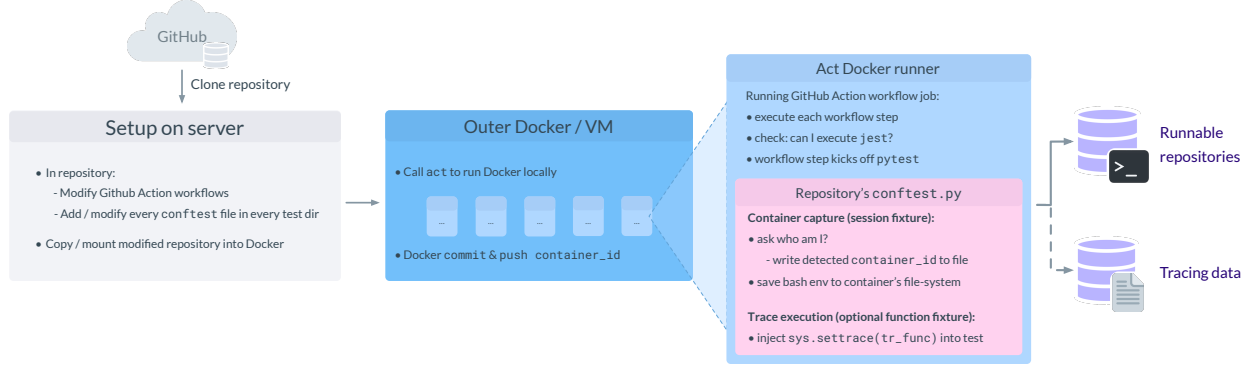 GitHub
Clone repository
Setup on server
• In repository:
- Modify Github Action workflows
- Add / modify every conftest file in every test dir
• Copy / mount modified repository into Docker
Outer Docker / VM
• Call act to run Docker locally
... ... ... ... ...
• Docker commit & push container_id
Act Docker runner
Running GitHub Action workflow job:
• execute each workflow step
• check: can I execute jest?
• workflow step kicks off pytest
Repository's conftest.py
Container capture (session fixture):
• ask who am I?
- write detected container_id to file
• save bash env to container's file-system
Trace execution (optional function fixture):
• inject sys.settrace(tr_func) into test
Runnable
repositories
>_
Tracing data